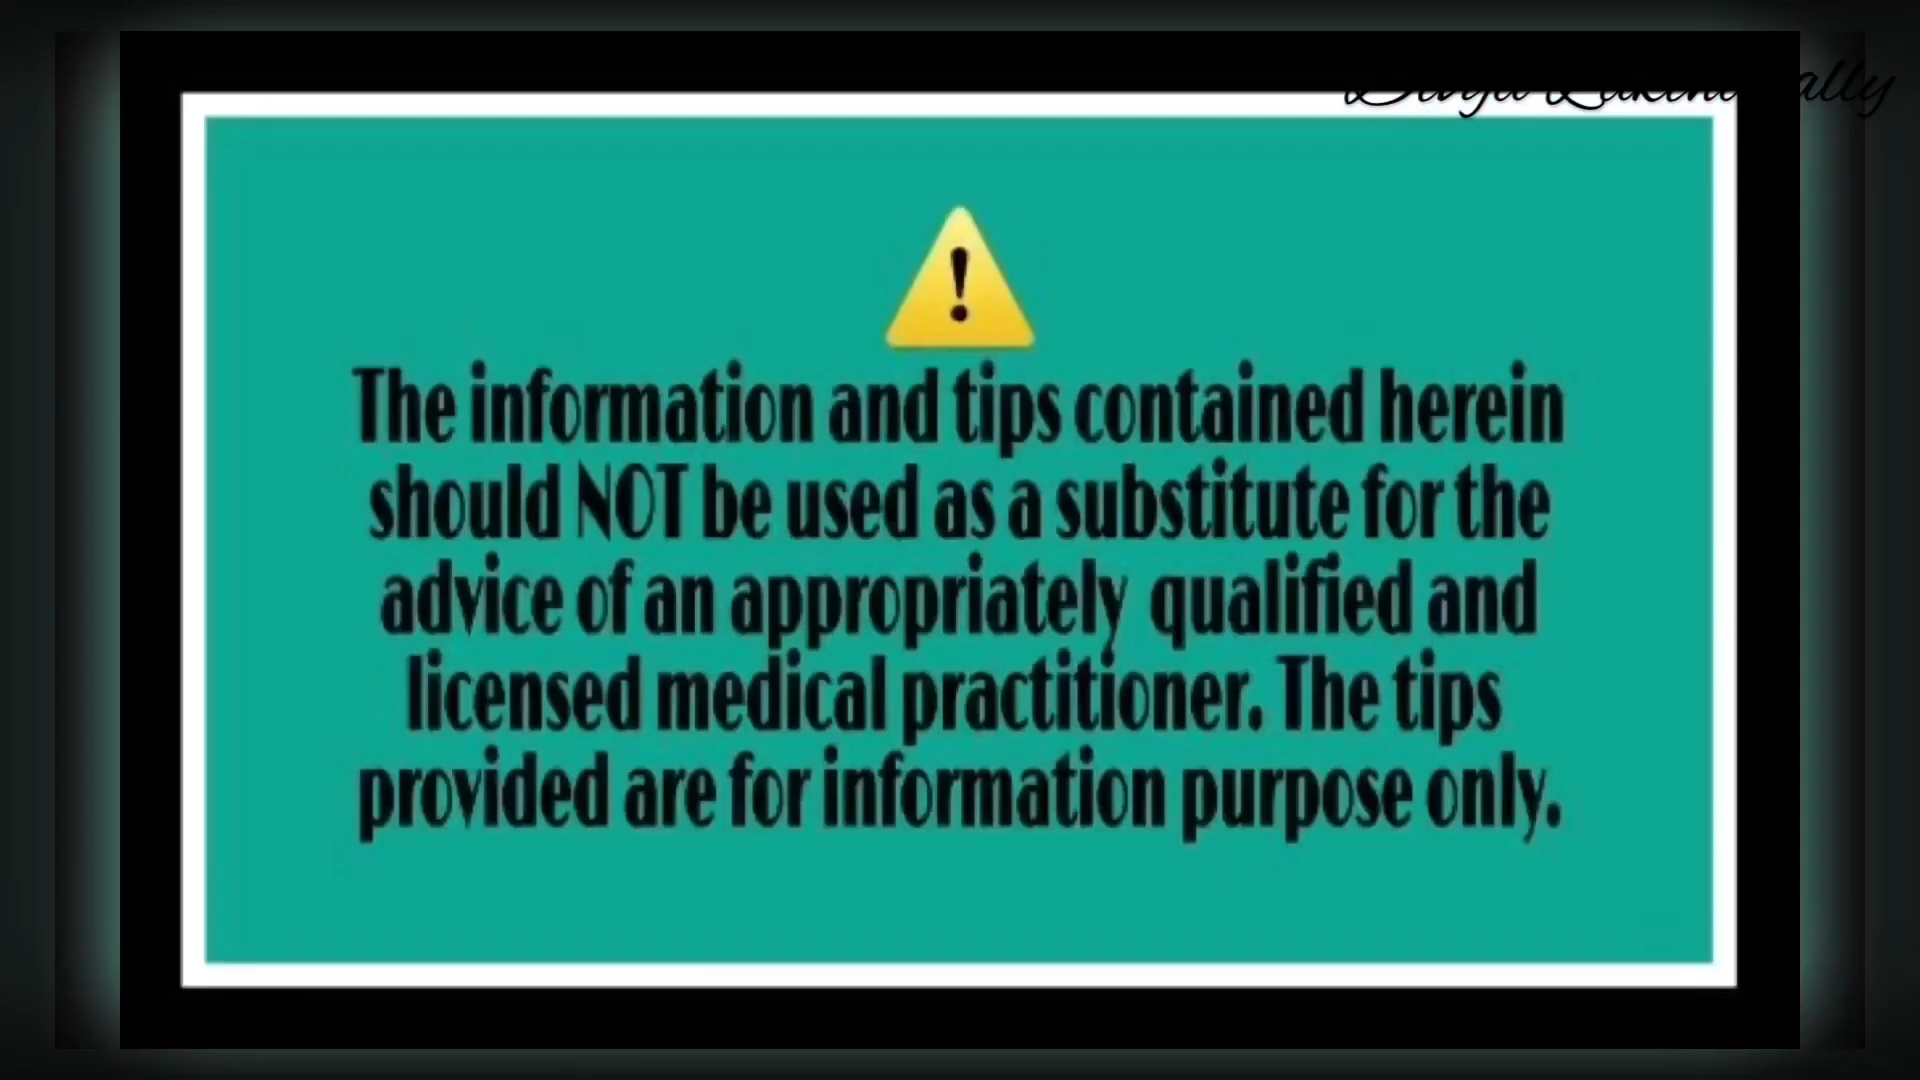 The information and tips contained herein
should NOT be used as a substitute for the
advice of an appropriately qualified and
licensed medical practitioner. The tips
provided are for information purpose only.